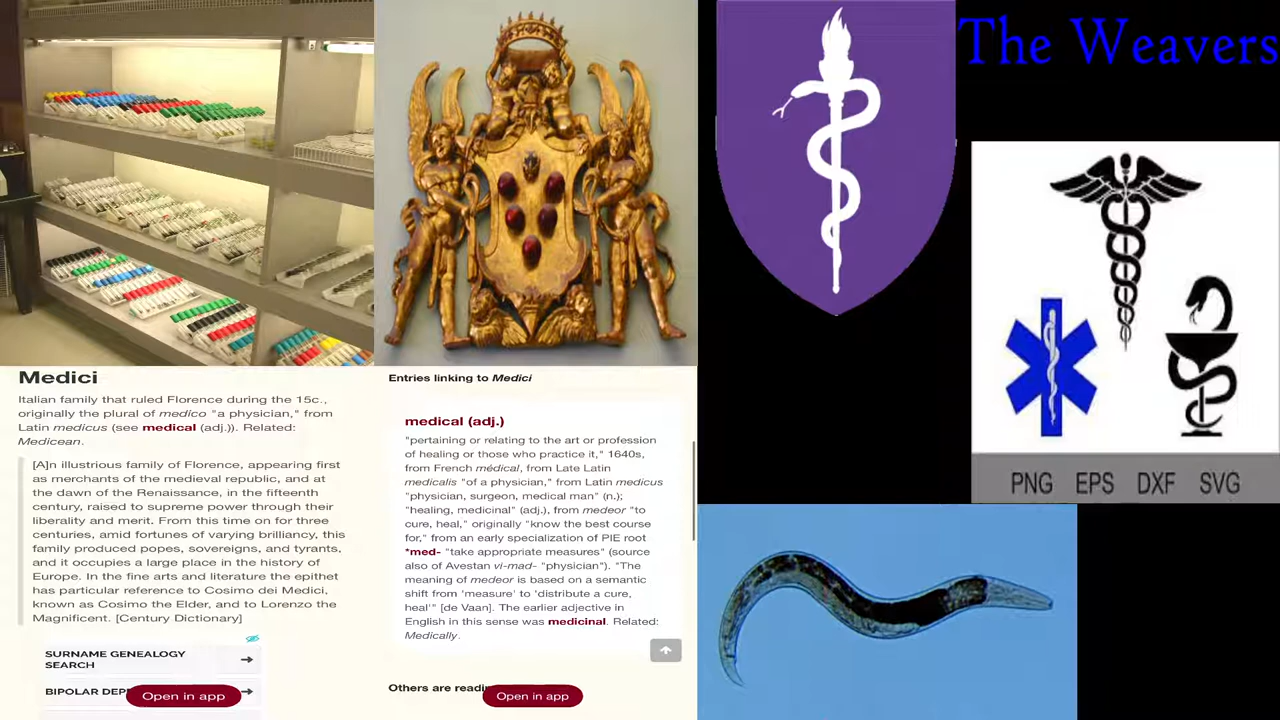 The Weavers
PNG EPS DXF SVG
Medici
Italian family that ruled Florence during the 15c.,
originally the plural of medico "a physician," from
Latin medicus (see medical (adj.)). Related:
Medicean.
[A]n illustrious family of Florence, appearing first
as merchants of the medieval republic, and at
the dawn of the Renaissance, in the fifteenth
century, raised to supreme power through their
liberality and merit. From this time on for three
centuries, amid fortunes of varying brilliancy, this
family produced popes, sovereigns, and tyrants,
and it occupies a large place in the history of
Europe. In the fine arts and literature the epithet
has particular reference to Cosimo dei Medici,
known as Cosimo the Elder, and to Lorenzo the
Magnificent. [Century Dictionary]
SURNAME GENEALOGY
SEARCH
BIPOLAR
Open in app
Entries linking to Medici
medical (adj.)
"pertaining or relating to the art or profession
of healing or those who practice it," 1640s,
from French médical, from Late Latin
medicalis "of a physician," from Latin medicus
"physician, surgeon, medical man" (n.);
"healing, medicinal" (adj.), from medeor "to
cure, heal," originally "know the best course
for," from an early specialization of PIE root
*med- "take appropriate measures" (source
also of Avestan vi-mad- "physician"). "The
meaning of medeor is based on a semantic
shift from 'measure' to 'distribute a cure,
heal'" [de Vaan]. The earlier adjective in
English in this sense was medicinal. Related:
Medically.
Others are
Open in app